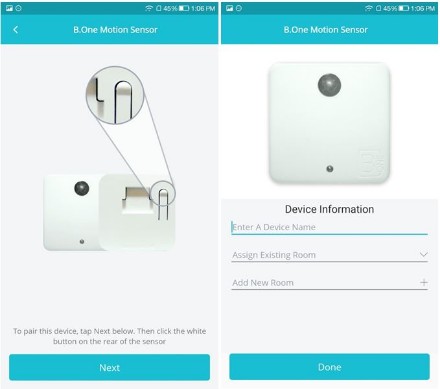 45% 1:06 PM
B.One Motion Sensor
To pair this device, tap Next below. Then click the white
button on the rear of the sensor
Next
45% 1:06 PM
B.One Motion Sensor
Device Information
Enter A Device Name
Assign Existing Room
Add New Room
Done